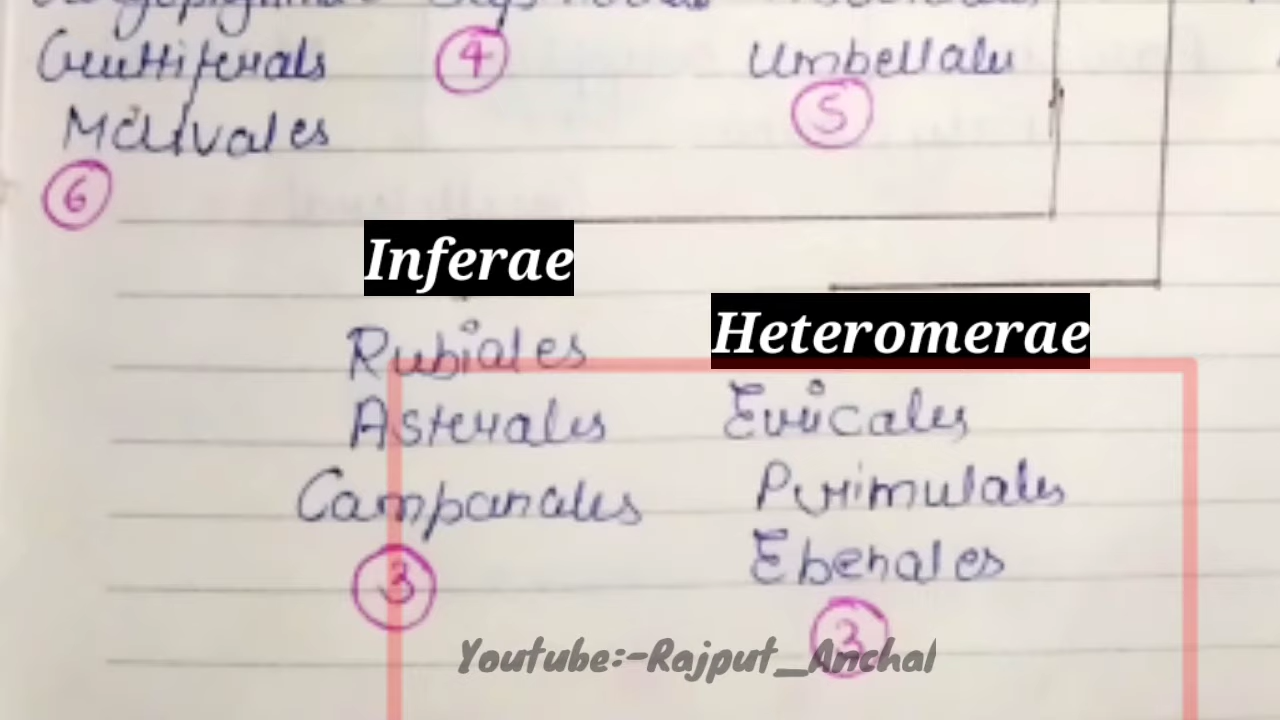 Guttiferals
4
Umbellales
Malvales
5
6
Inferae
Heteromerae
Rubiales
Asterales
Ericales
Campanales
Primulales
Ebenales
3
3
Youtube:-Rajput_Anchal